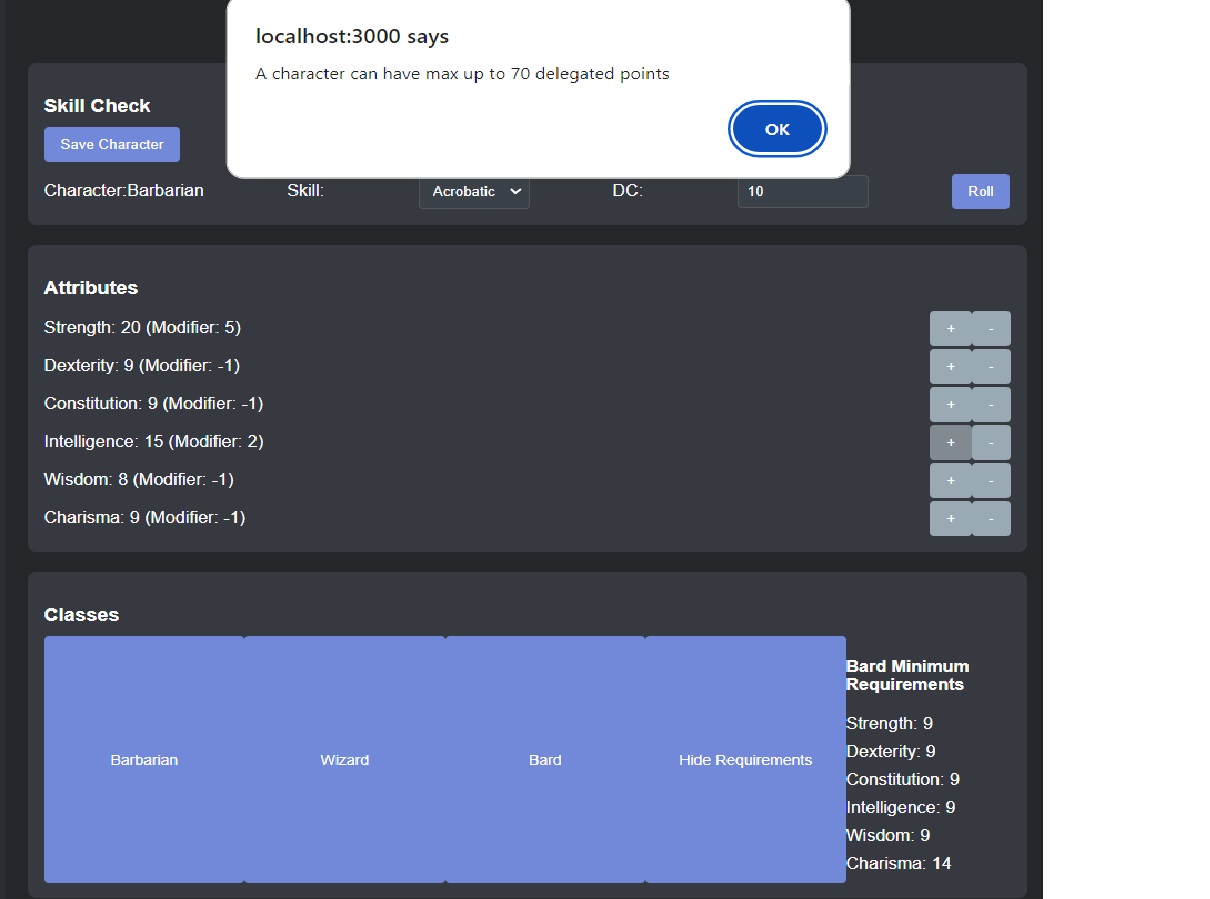 localhost:3000 says
A character can have max up to 70 delegated points
OK
Skill Check
Save Character
Character:Barbarian Skill: Acrobatic DC: 10 Roll
Attributes
Strength: 20 (Modifier: 5) + -
Dexterity: 9 (Modifier: -1) + -
Constitution: 9 (Modifier: -1) + -
Intelligence: 15 (Modifier: 2) + -
Wisdom: 8 (Modifier: -1) + -
Charisma: 9 (Modifier: -1) + -
Classes
Barbarian Wizard Bard Hide Requirements
Bard Minimum
Requirements
Strength: 9
Dexterity: 9
Constitution: 9
Intelligence: 9
Wisdom: 9
Charisma: 14